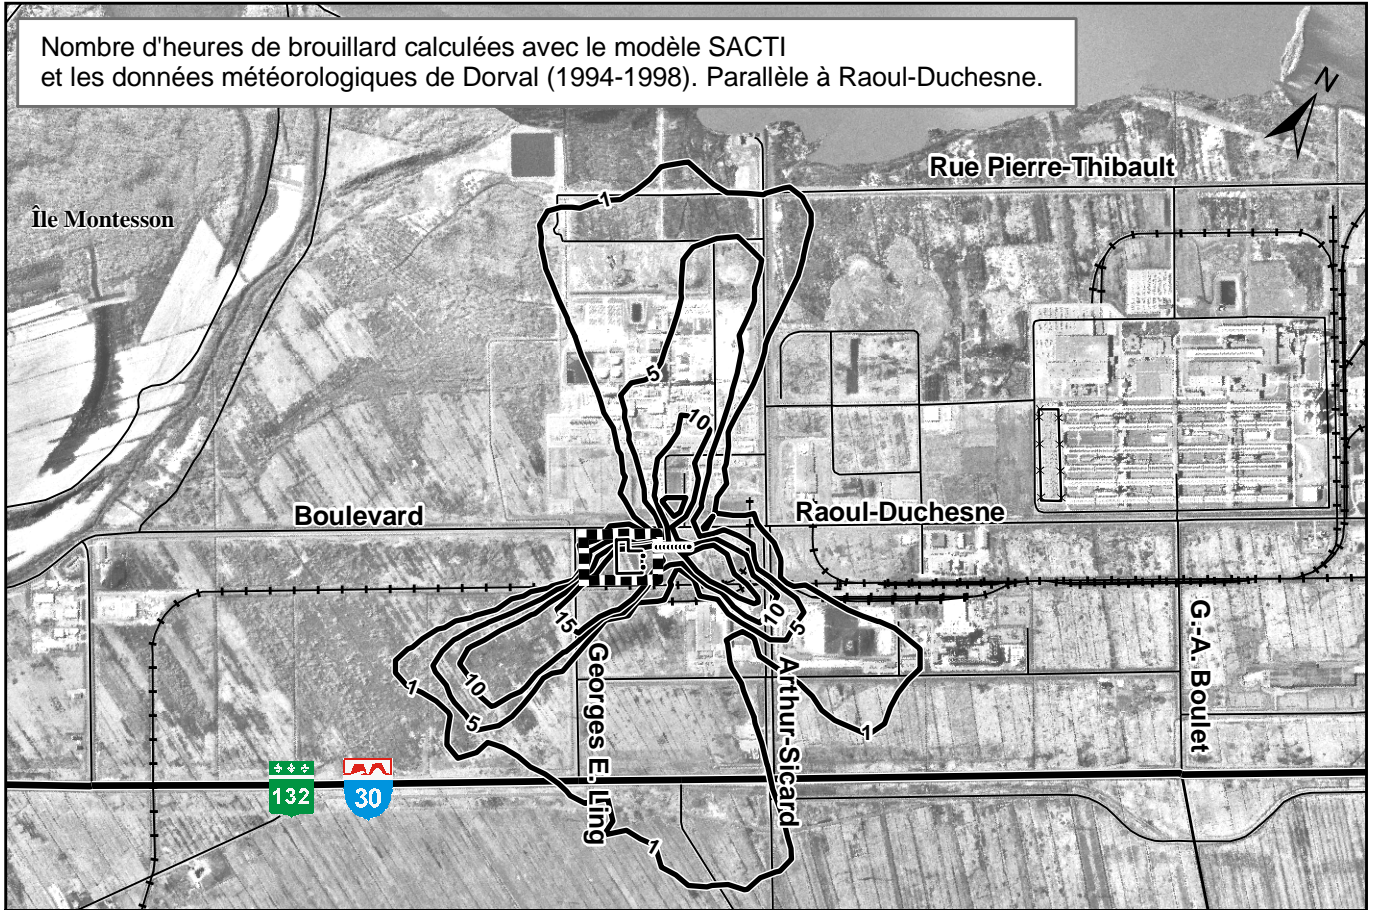 Nombre d'heures de brouillard calculées avec le modèle SACTI
et les données météorologiques de Dorval (1994-1998). Parallèle à Raoul-Duchesne.
N
Rue Pierre-Thibault
Île Montesson
1
5
10
Boulevard
Raoul-Duchesne
15
10
5
1
10
5
1
Georges E. Lling
Arthur-Sicard
G.-A. Boulet
132
30
1